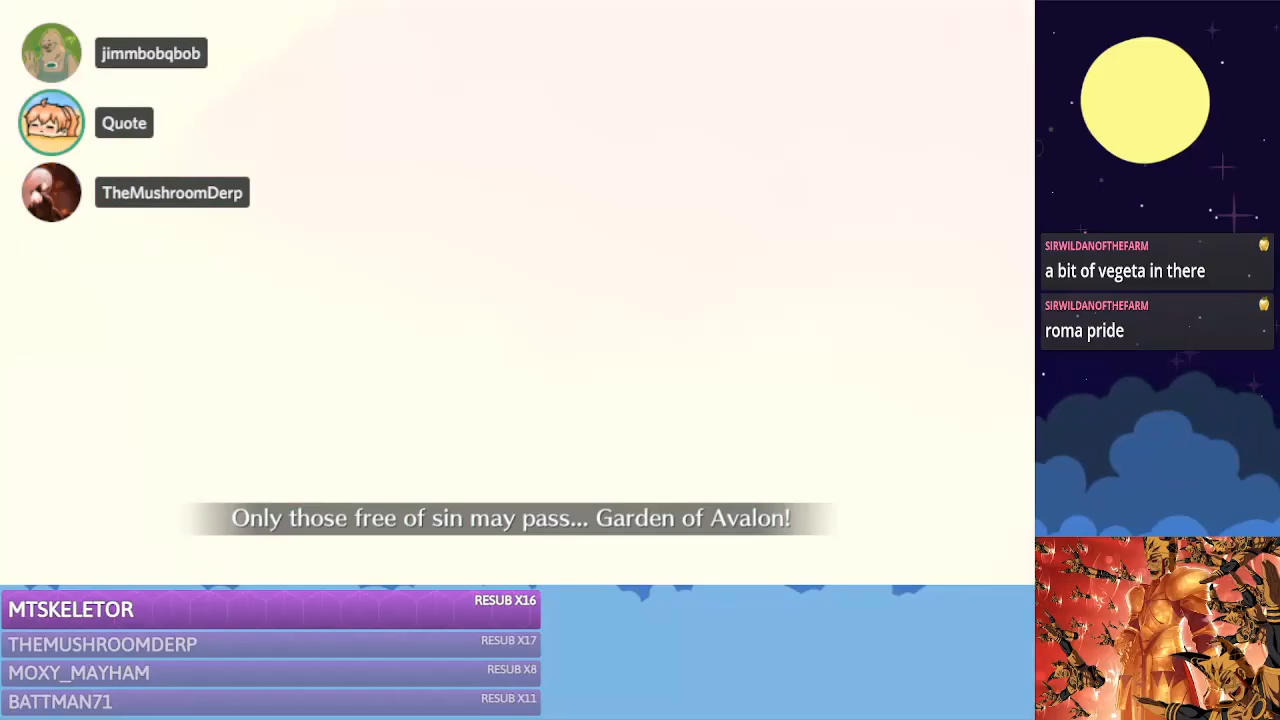 jimmbobqbob
Quote
TheMushroomDerp
SIRWILDANOFTHEFARM
a bit of vegeta in there
SIRWILDANOFTHEFARM
roma pride
Only those free of sin may pass... Garden of Avalon!
MTSKELETOR RESUB X16
THEMUSHROOMDERP RESUB X17
MOXY_MAYHAM RESUB X8
BATTMAN71 RESUB X11